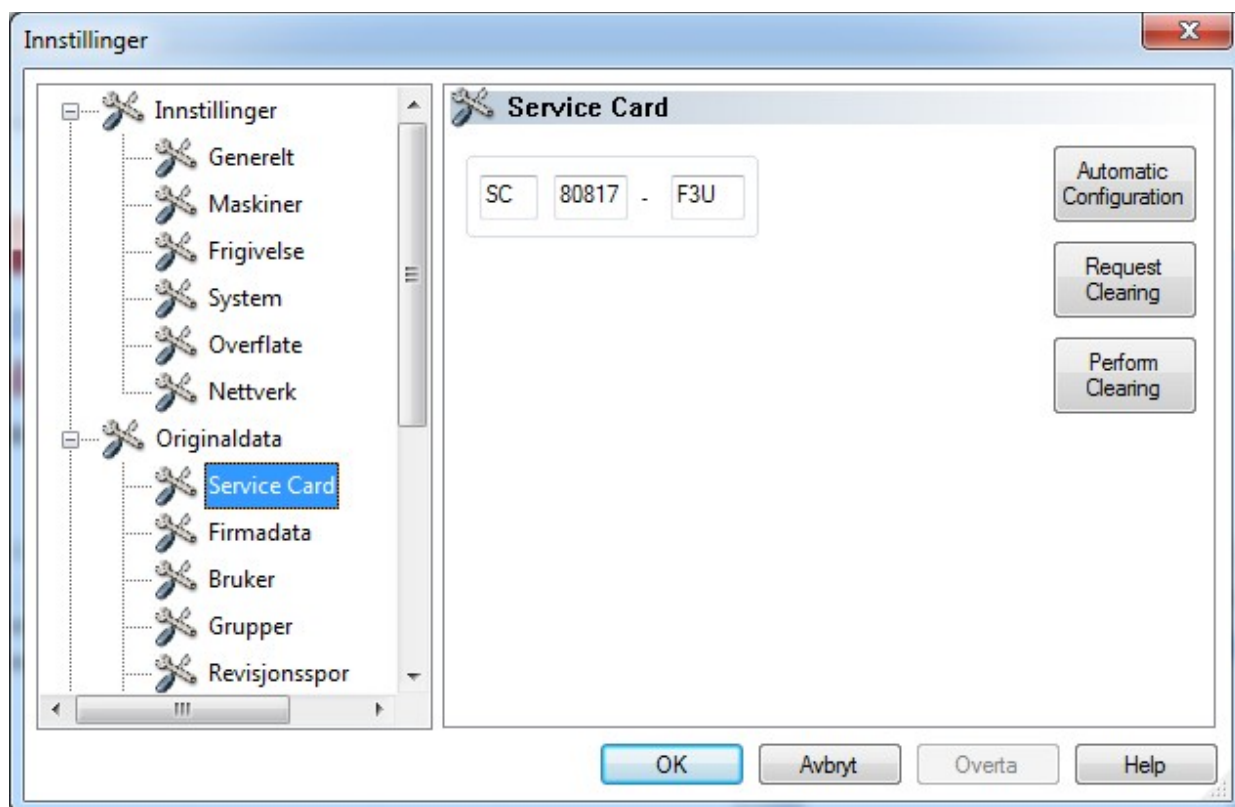 Innstillinger
Innstillinger
Generelt
Maskiner
Frigivelse
System
Overflate
Nettverk
Originaldata
Service Card
Firmadata
Bruker
Grupper
Revisjonsspor
Service Card
SC 80817 - F3U
Automatic
Configuration
Request
Clearing
Perform
Clearing
OK Avbryt Overta Help